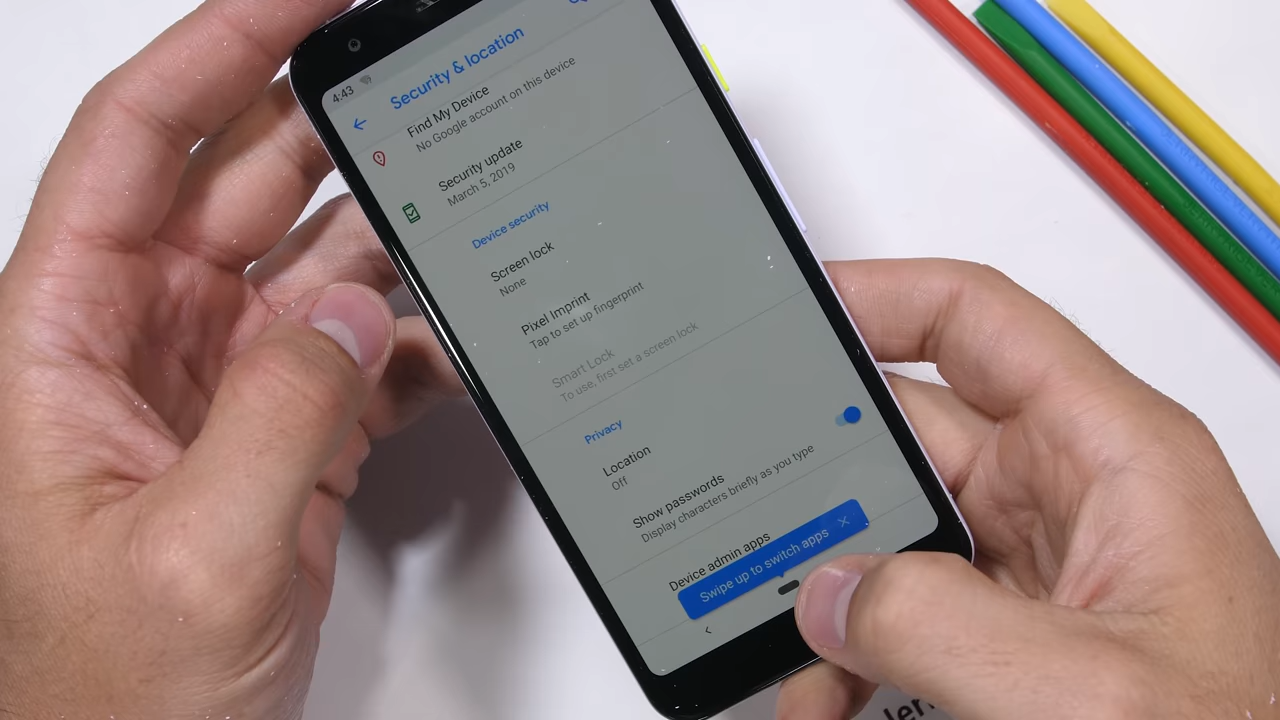 4:43
Security & location
Find My Device
No Google account on this device
Security update
March 5, 2019
Device security
Screen lock
None
Pixel Imprint
Tap to set up fingerprint
Smart Lock
To use, first set a screen lock
Privacy
Location
Off
Show passwords
Display characters briefly as you type
Device admin apps
Swipe up to switch apps